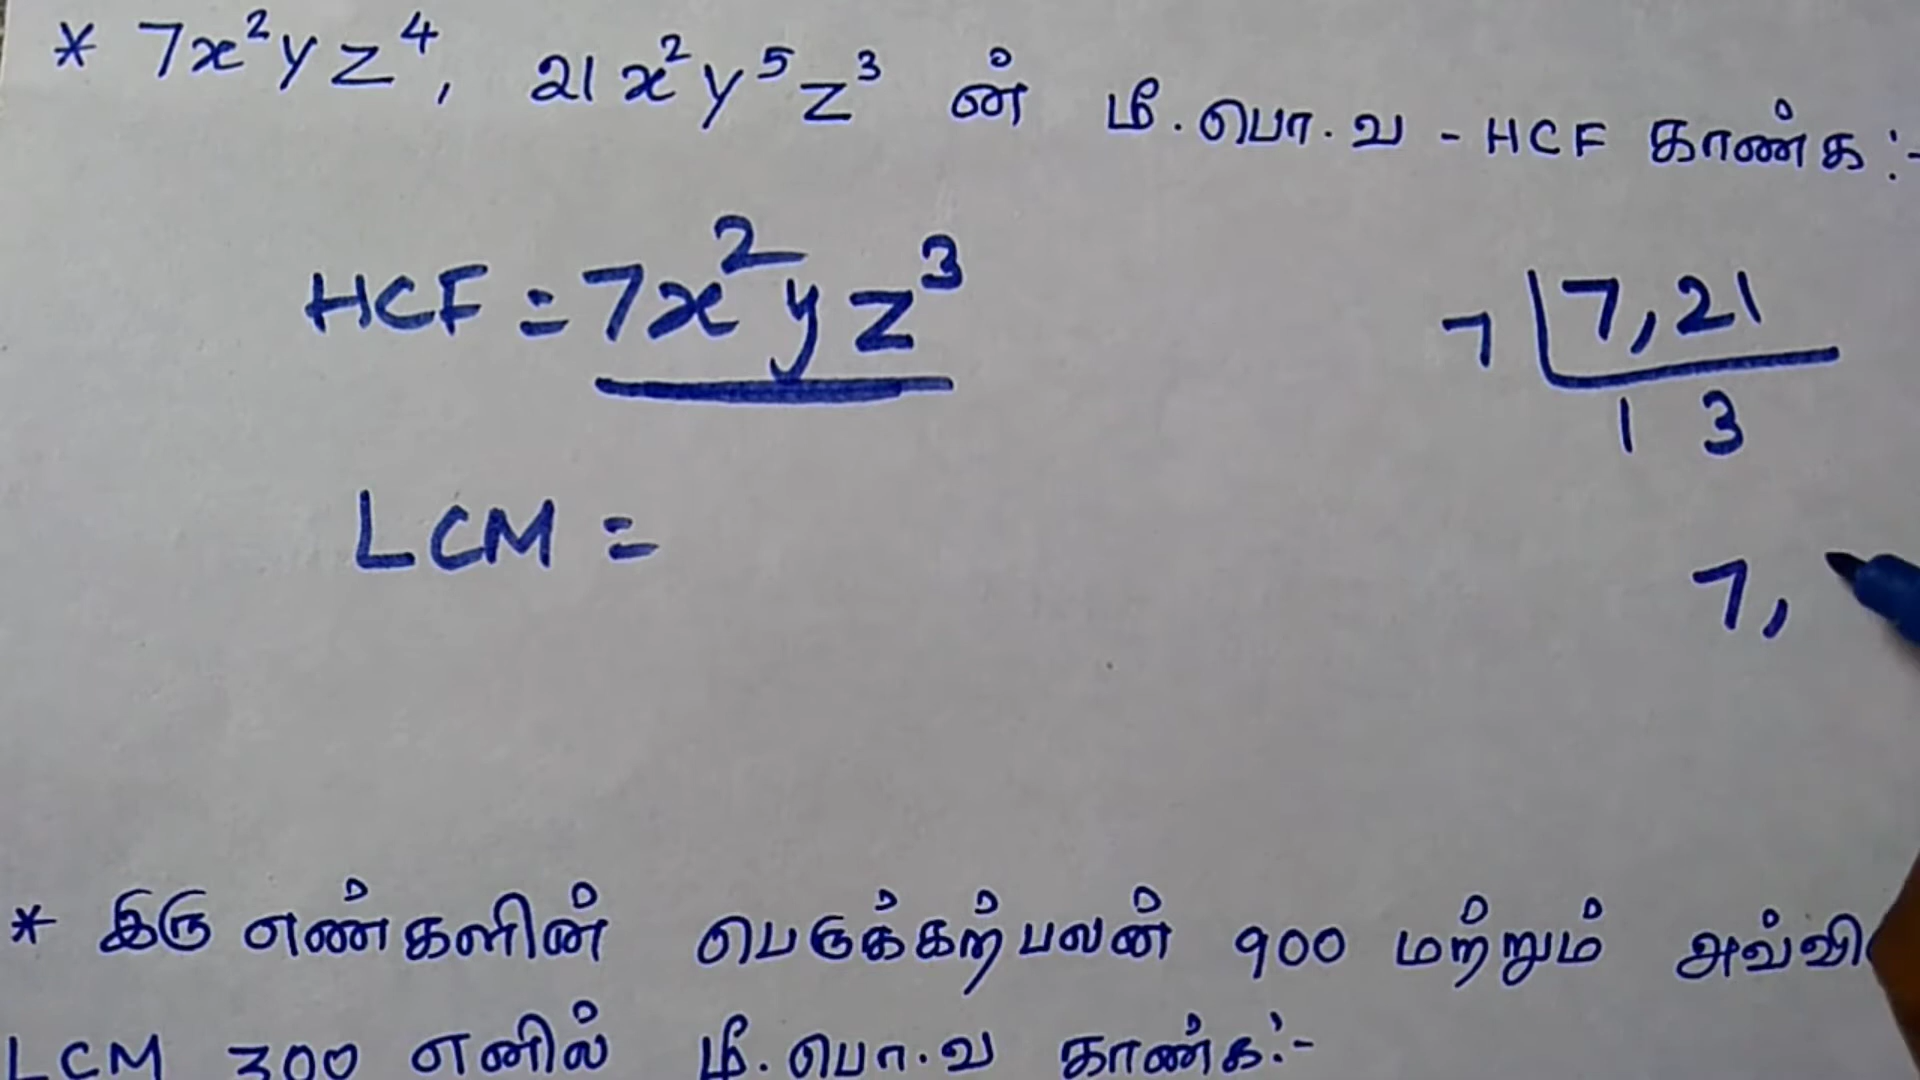 * 7x²yz⁴, 21x²y⁵z³ ன் மீ.பொ.வ - HCF காண்க:-
HCF = 7x²yz³
7 | 7, 21
1 3
LCM =
7,
* இரு எண்களின் பெருக்கற்பலன் 900 மற்றும்
LCM 300 எனில் மீ.பொ.வ காண்க:-